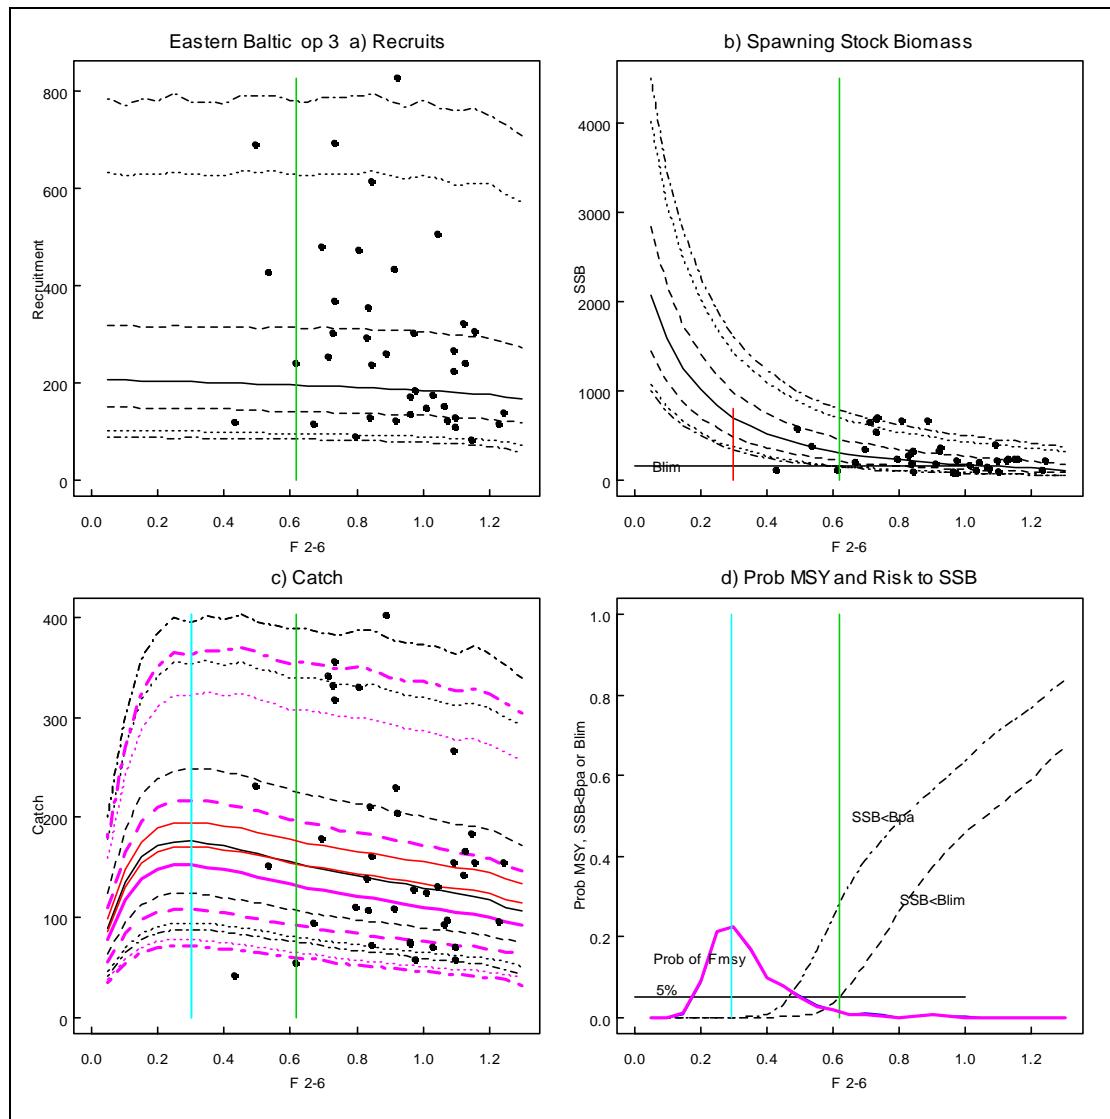 Eastern Baltic op 3 a) Recruits
800
600
400
200
0
Recruitment
0.0 0.2 0.4 0.6 0.8 1.0 1.2
F 2-6
b) Spawning Stock Biomass
4000
3000
2000
1000
0
SSB
Blim
0.0 0.2 0.4 0.6 0.8 1.0 1.2
F 2-6
c) Catch
400
300
200
100
0
Catch
0.0 0.2 0.4 0.6 0.8 1.0 1.2
F 2-6
d) Prob MSY and Risk to SSB
1.0
0.8
0.6
0.4
0.2
0.0
Prob MSY, SSB<Bpa or Blim
SSB<Bpa
SSB<Blim
Prob of Fmsy
5%
0.0 0.2 0.4 0.6 0.8 1.0 1.2
F 2-6